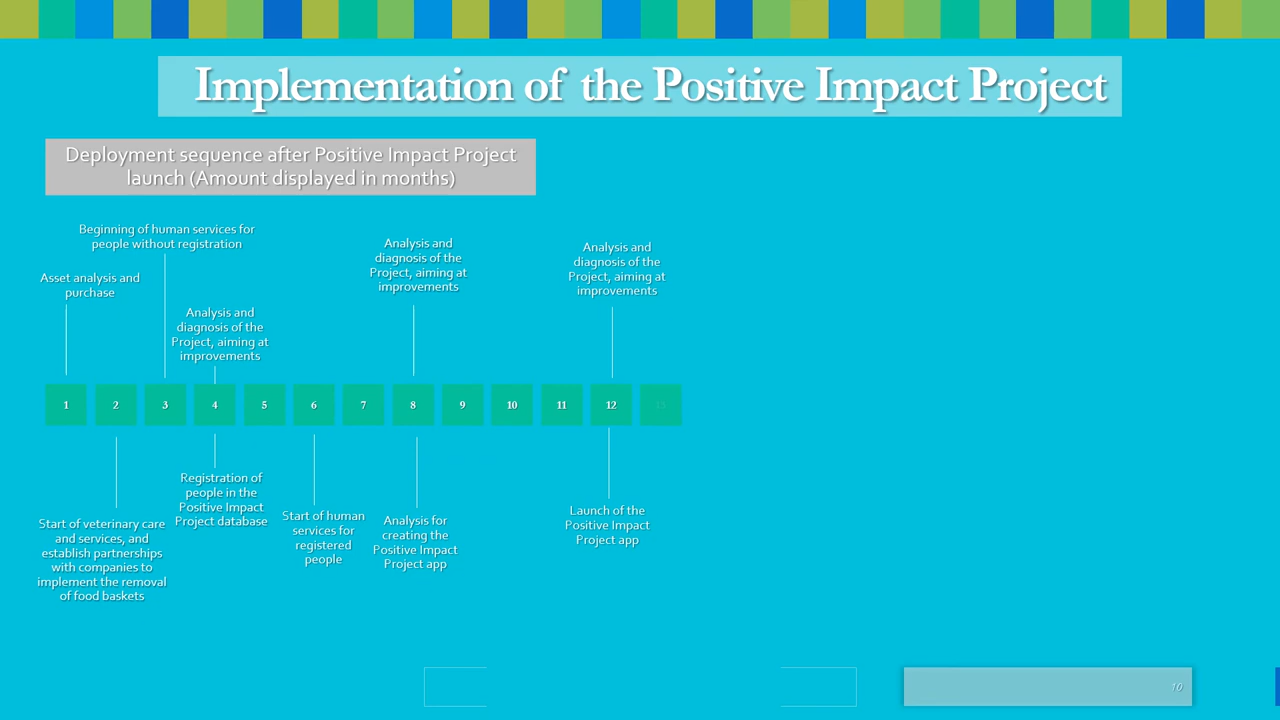 Implementation of the Positive Impact Project
Deployment sequence after Positive Impact Project
launch (Amount displayed in months)
Beginning of human services for
people without registration
Asset analysis and
purchase
Analysis and
diagnosis of the
Project, aiming at
improvements
Analysis and
diagnosis of the
Project, aiming at
improvements
Analysis and
diagnosis of the
Project, aiming at
improvements
1 2 3 4 5 6 7 8 9 10 11 12 13
Start of veterinary care
and services, and
establish partnerships
with companies to
implement the removal
of food baskets
Registration of
people in the
Positive Impact
Project database
Start of human
services for
registered
people
Analysis for
creating the
Positive Impact
Project app
Launch of the
Positive Impact
Project app
10